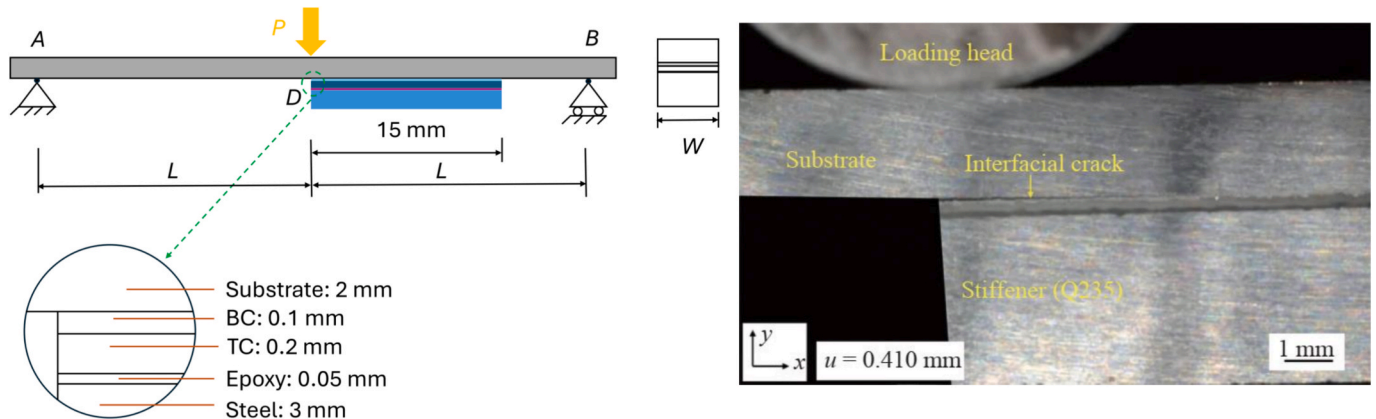 P
A
B
D
15 mm
L
L
W
Substrate: 2 mm
BC: 0.1 mm
TC: 0.2 mm
Epoxy: 0.05 mm
Steel: 3 mm
Loading head
Substrate
Interfacial crack
Stiffener (Q235)
y
x
u = 0.410 mm
1 mm